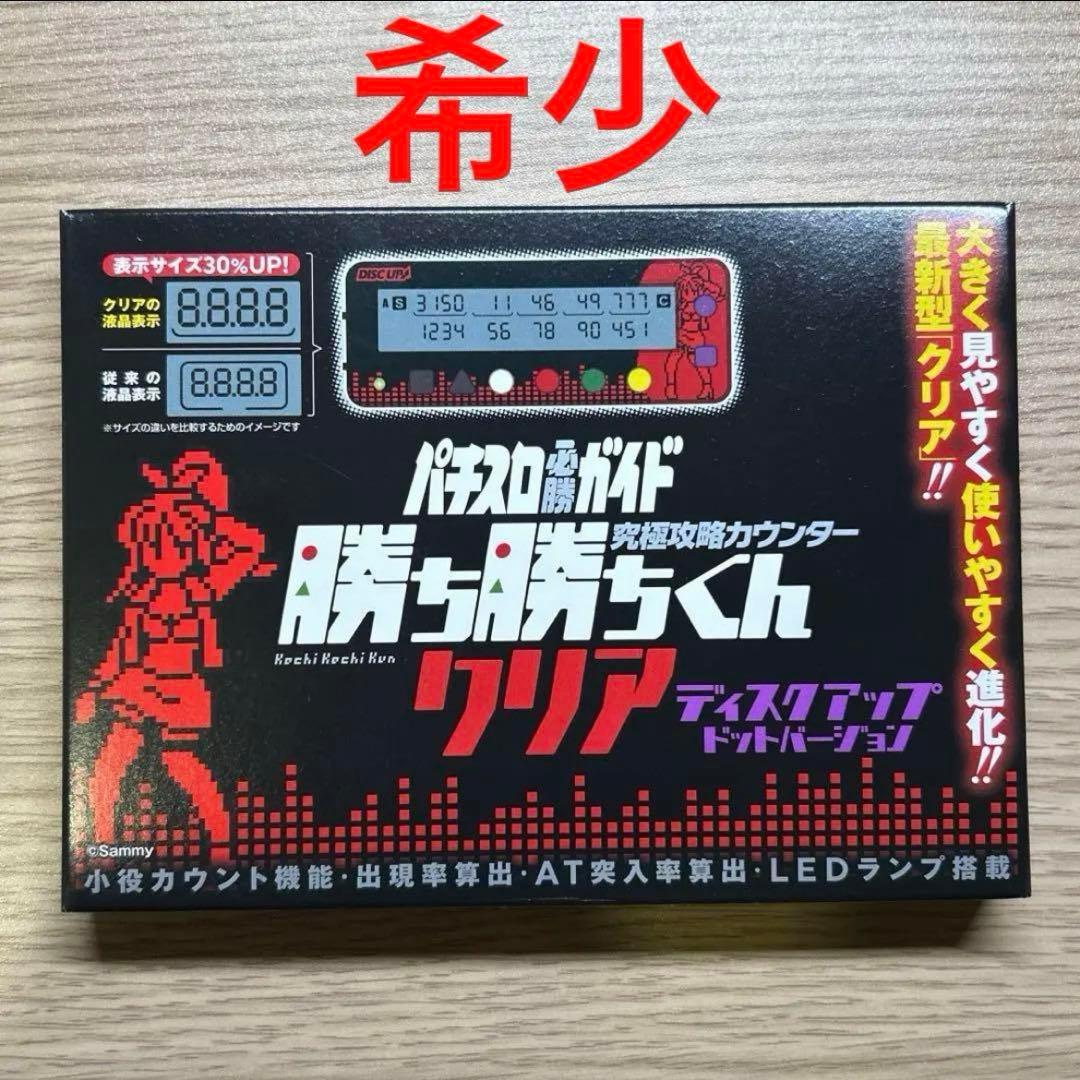 希少
表示サイズ30%UP!
クリアの
液晶表示
8.8.8.8
従来の
液晶表示
8.8.8.8
※サイズの違いを比較するためのイメージです
DISC UP
A S 3150 11 46 49 777 C
1234 56 78 90 451
大きく見やすく使いやすく進化!!
最新型「クリア」!!
パチスロ必勝ガイド
究極攻略カウンター
勝ち勝ちくん
Kachi Kachi Kun
クリア
ディスクアップ
ドットバージョン
©Sammy
小役カウント機能・出現率算出・AT突入率算出・LEDランプ搭載